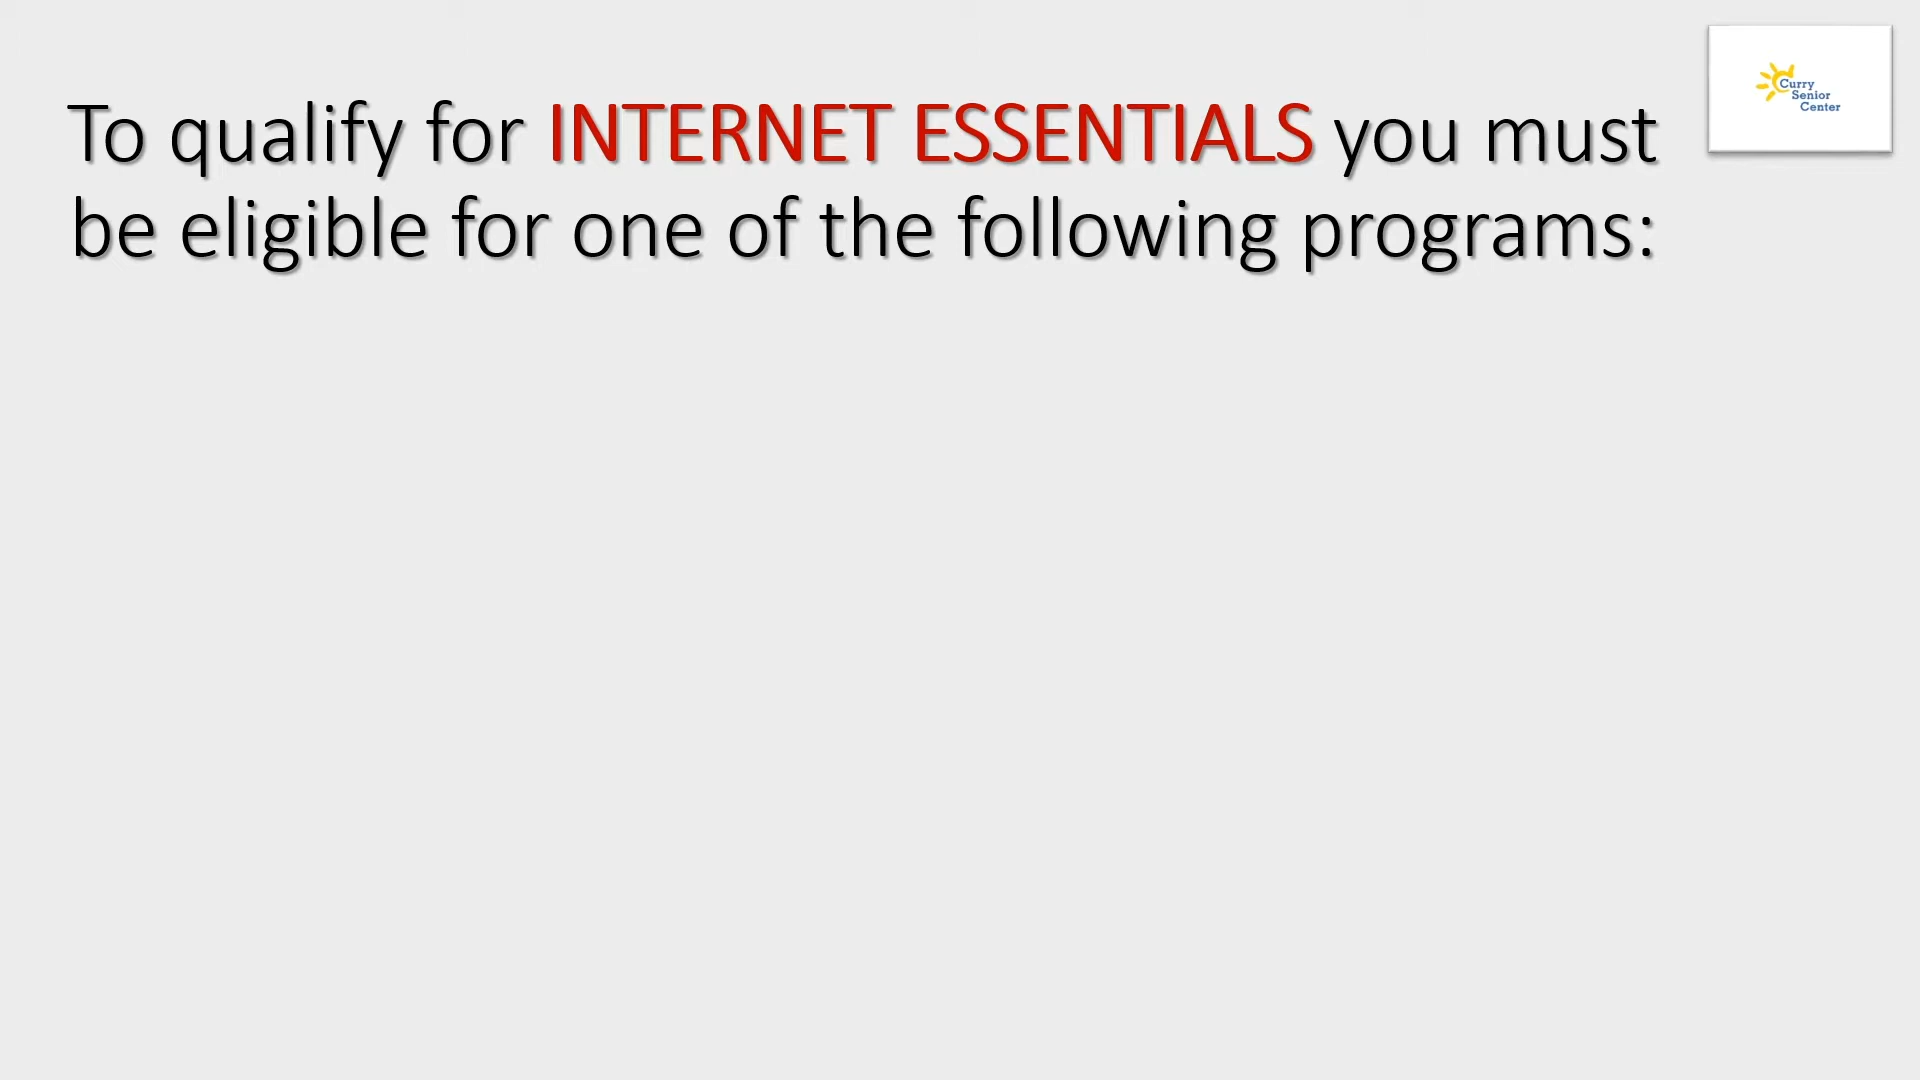 To qualify for INTERNET ESSENTIALS you must
be eligible for one of the following programs:
Curry
Senior
Center